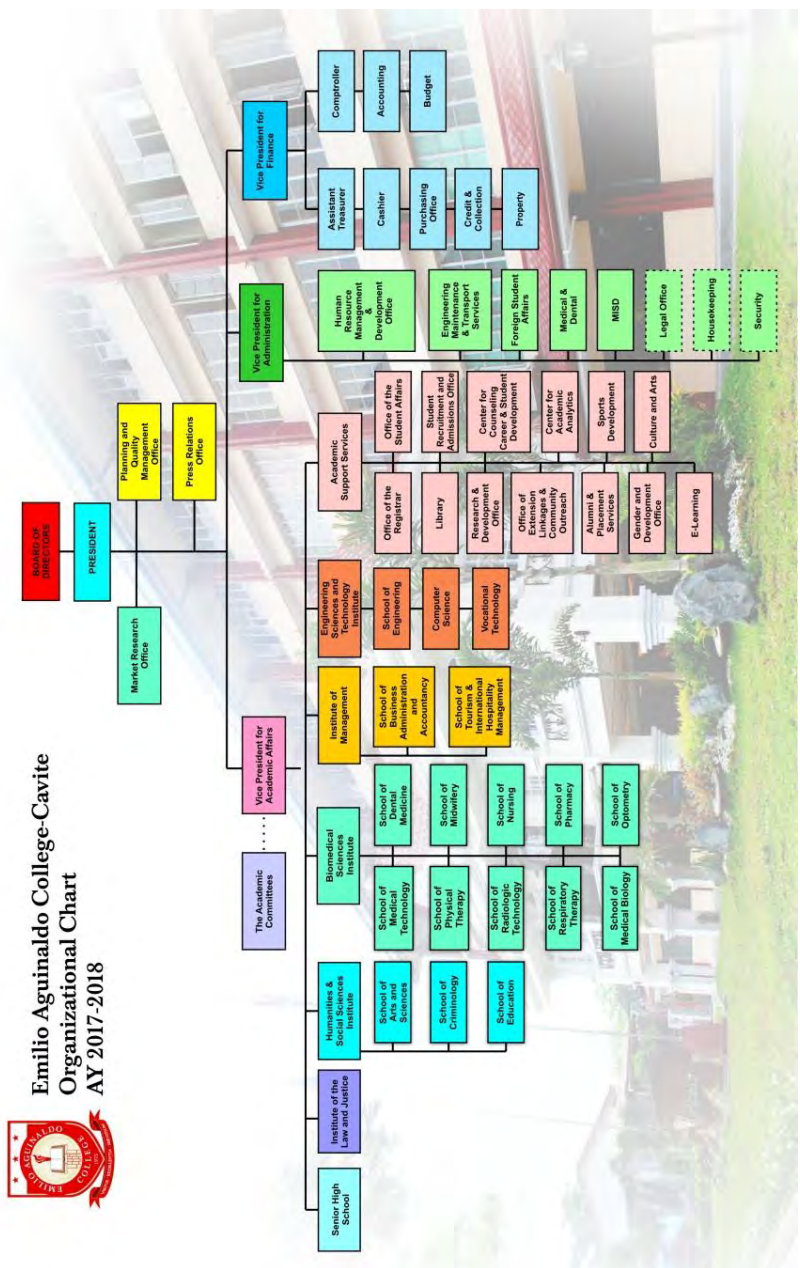 Emilio Aguinaldo College-Cavite
Organizational Chart
AY 2017-2018
EMILIO AGUINALDO COLLEGE
BOARD OF
DIRECTORS
PRESIDENT
Market Research
Office
Planning and
Quality
Management
Office
Press Relations
Office
The Academic
Committees
Vice President for
Academic Affairs
Vice President for
Administration
Vice President for
Finance
Senior High
School
Institute of the
Law and Justice
Humanities &
Social Sciences
Institute
School of
Arts and
Sciences
School of
Criminology
School of
Education
Biomedical
Sciences
Institute
School of
Medical
Technology
School of
Dental
Medicine
School of
Physical
Therapy
School of
Midwifery
School of
Radiologic
Technology
School of
Nursing
School of
Respiratory
Therapy
School of
Pharmacy
School of
Medical Biology
School of
Optometry
Institute of
Management
School of
Business
Administration
and
Accountancy
School of
Tourism &
International
Hospitality
Management
Engineering
Sciences and
Technology
Institute
School of
Engineering
Computer
Science
Vocational
Technology
Academic
Support Services
Office of the
Registrar
Office of the
Student Affairs
Library
Student
Recruitment and
Admissions Office
Research &
Development
Office
Center for
Counseling
Career & Student
Development
Office of
Extension
Linkages &
Community
Outreach
Center for
Academic
Analytics
Alumni &
Placement
Services
Sports
Development
Gender and
Development
Office
Culture and Arts
E-Learning
Human
Resource
Management
&
Development
Office
Engineering
Maintenance
& Transport
Services
Foreign Student
Affairs
Medical &
Dental
MISD
Legal Office
Housekeeping
Security
Assistant
Treasurer
Cashier
Purchasing
Office
Credit &
Collection
Property
Comptroller
Accounting
Budget